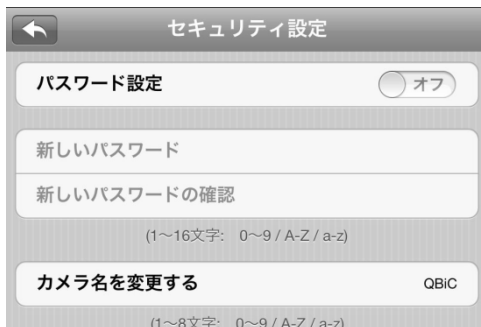 セキュリティ設定
パスワード設定 オフ
新しいパスワード
新しいパスワードの確認
(1〜16文字: 0〜9 / A-Z / a-z)
カメラ名を変更する QBiC
(1〜8文字: 0〜9 / A-Z / a-z)